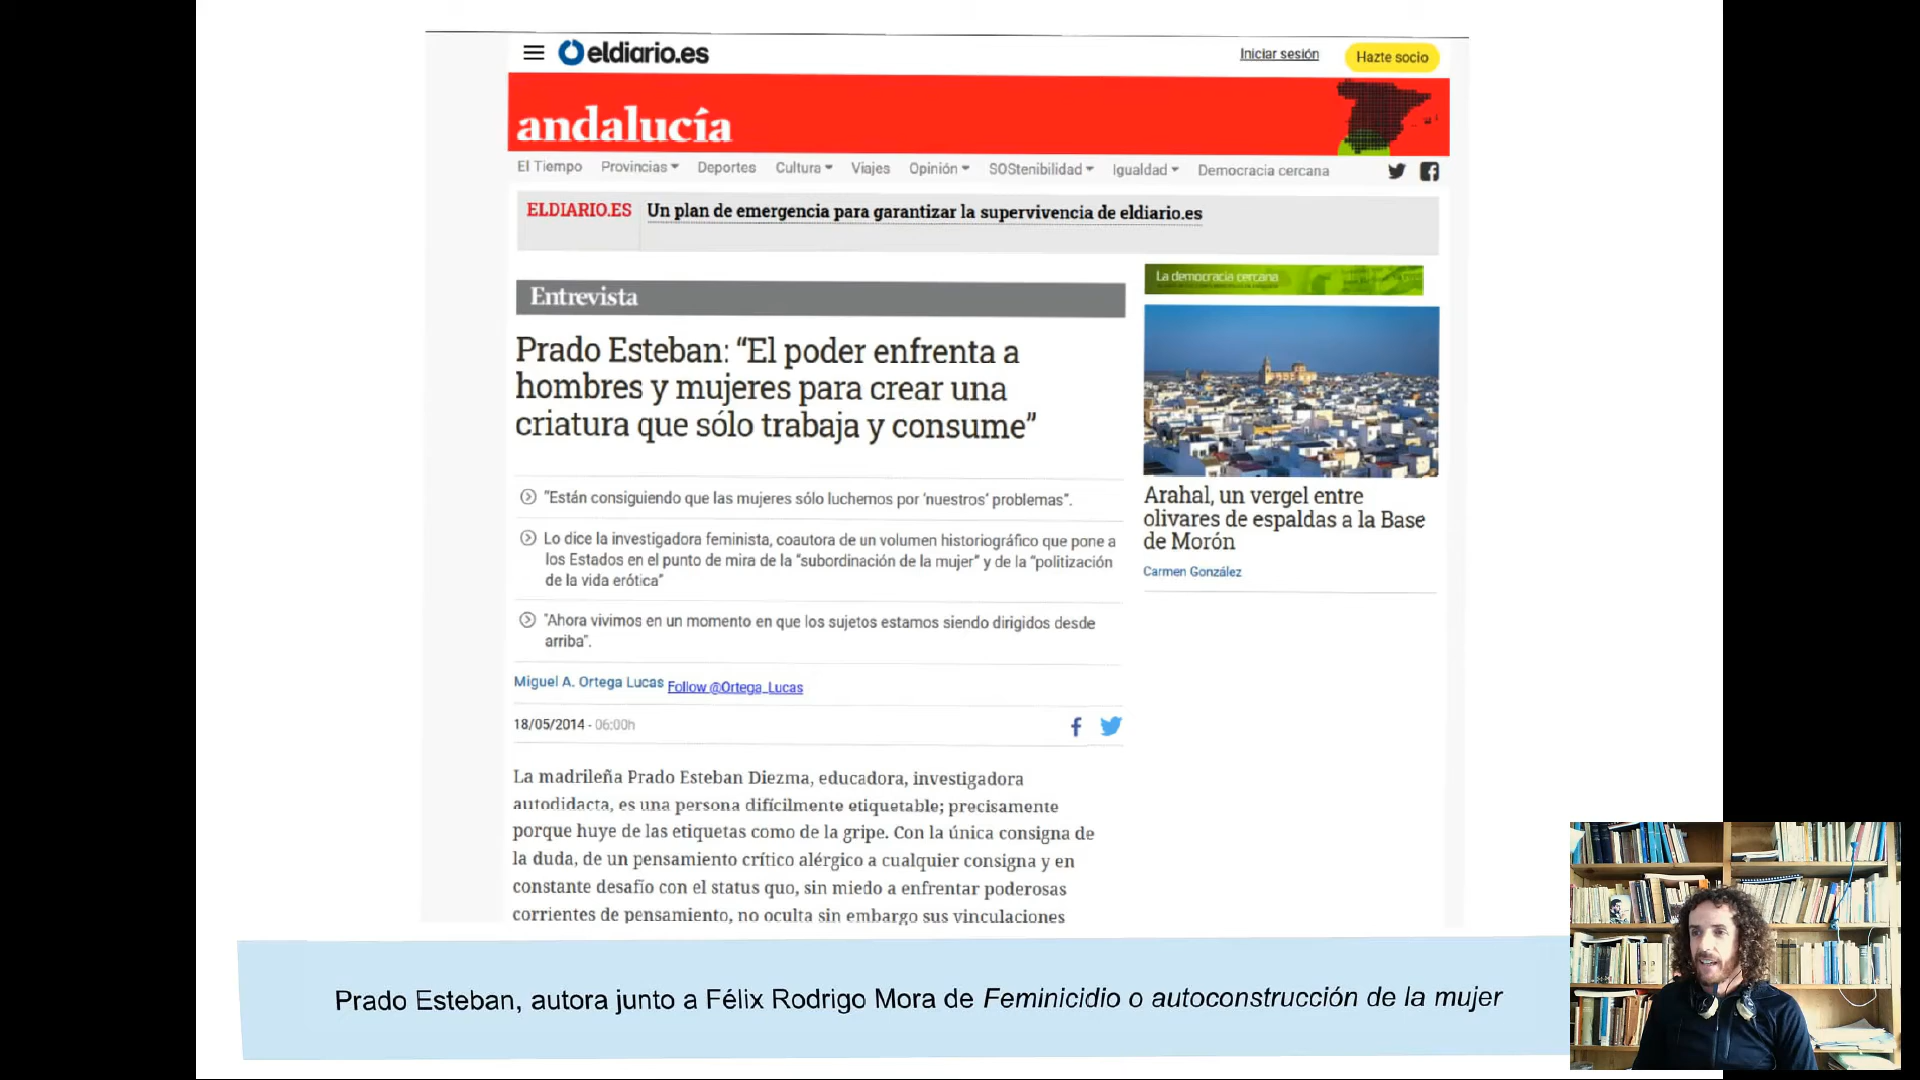 eldiario.es
Iniciar sesión
Hazte socio
andalucía
El Tiempo Provincias Deportes Cultura Viajes Opinión SOStenibilidad Igualdad Democracia cercana
ELDIARIO.ES Un plan de emergencia para garantizar la supervivencia de eldiario.es
Entrevista
Prado Esteban: “El poder enfrenta a
hombres y mujeres para crear una
criatura que sólo trabaja y consume”
"Están consiguiendo que las mujeres sólo luchemos por 'nuestros' problemas".
Lo dice la investigadora feminista, coautora de un volumen historiográfico que pone a
los Estados en el punto de mira de la "subordinación de la mujer" y de la "politización
de la vida erótica"
"Ahora vivimos en un momento en que los sujetos estamos siendo dirigidos desde
arriba".
Miguel A. Ortega Lucas Follow @Ortega_Lucas
18/05/2014 - 06:00h
La madrileña Prado Esteban Diezma, educadora, investigadora
autodidacta, es una persona difícilmente etiquetable; precisamente
porque huye de las etiquetas como de la gripe. Con la única consigna de
la duda, de un pensamiento crítico alérgico a cualquier consigna y en
constante desafío con el status quo, sin miedo a enfrentar poderosas
corrientes de pensamiento, no oculta sin embargo sus vinculaciones
La democracia cercana
Arahal, un vergel entre
olivares de espaldas a la Base
de Morón
Carmen González
Prado Esteban, autora junto a Félix Rodrigo Mora de Feminicidio o autoconstrucción de la mujer